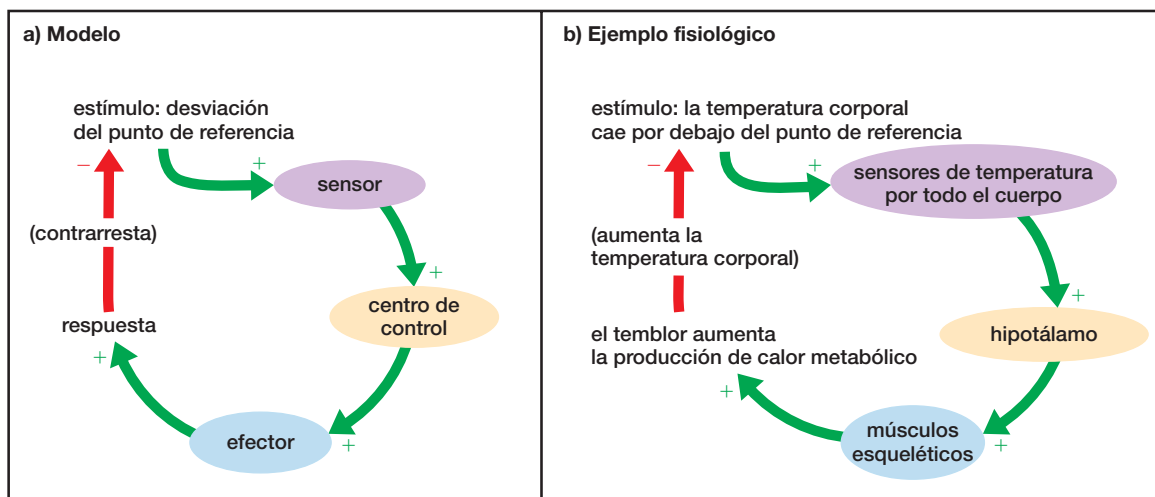 a) Modelo
estímulo: desviación
del punto de referencia
−
+
sensor
(contrarresta)
+
centro de
control
respuesta
+
efector
+
b) Ejemplo fisiológico
estímulo: la temperatura corporal
cae por debajo del punto de referencia
−
+
sensores de temperatura
por todo el cuerpo
(aumenta la
temperatura corporal)
+
hipotálamo
el temblor aumenta
la producción de calor metabólico
+
músculos
esqueléticos
+